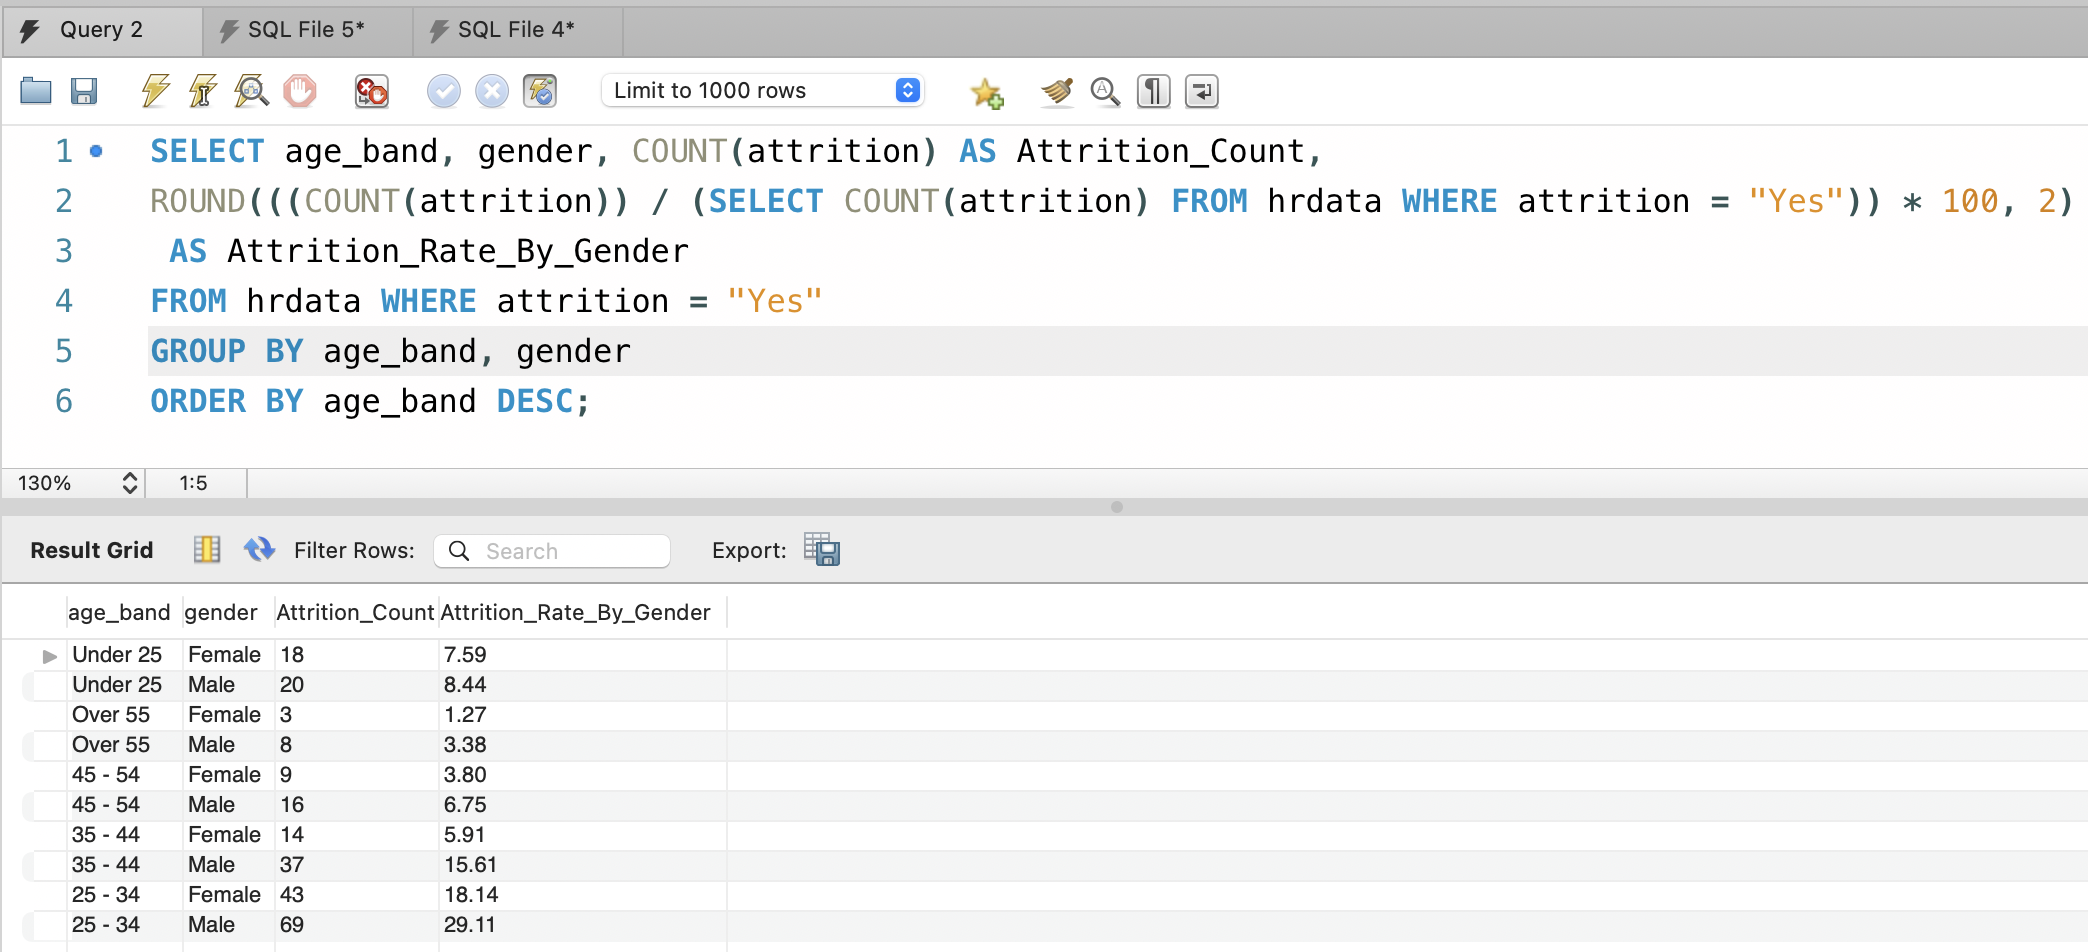 Query 2 SQL File 5* SQL File 4*
Limit to 1000 rows
1 SELECT age_band, gender, COUNT(attrition) AS Attrition_Count,
2 ROUND(((COUNT(attrition)) / (SELECT COUNT(attrition) FROM hrdata WHERE attrition = "Yes")) * 100, 2)
3 AS Attrition_Rate_By_Gender
4 FROM hrdata WHERE attrition = "Yes"
5 GROUP BY age_band, gender
6 ORDER BY age_band DESC;
130% 1:5
Result Grid Filter Rows: Search Export:
age_band gender Attrition_Count Attrition_Rate_By_Gender
Under 25 Female 18 7.59
Under 25 Male 20 8.44
Over 55 Female 3 1.27
Over 55 Male 8 3.38
45 - 54 Female 9 3.80
45 - 54 Male 16 6.75
35 - 44 Female 14 5.91
35 - 44 Male 37 15.61
25 - 34 Female 43 18.14
25 - 34 Male 69 29.11